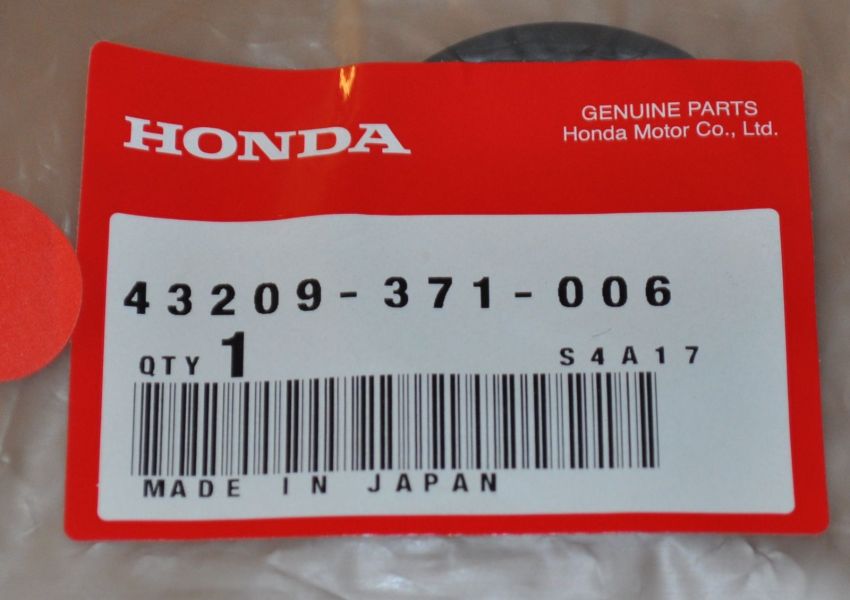 HONDA
GENUINE PARTS
Honda Motor Co., Ltd.
43209-371-006
QTY 1 S4A17
MADE IN JAPAN